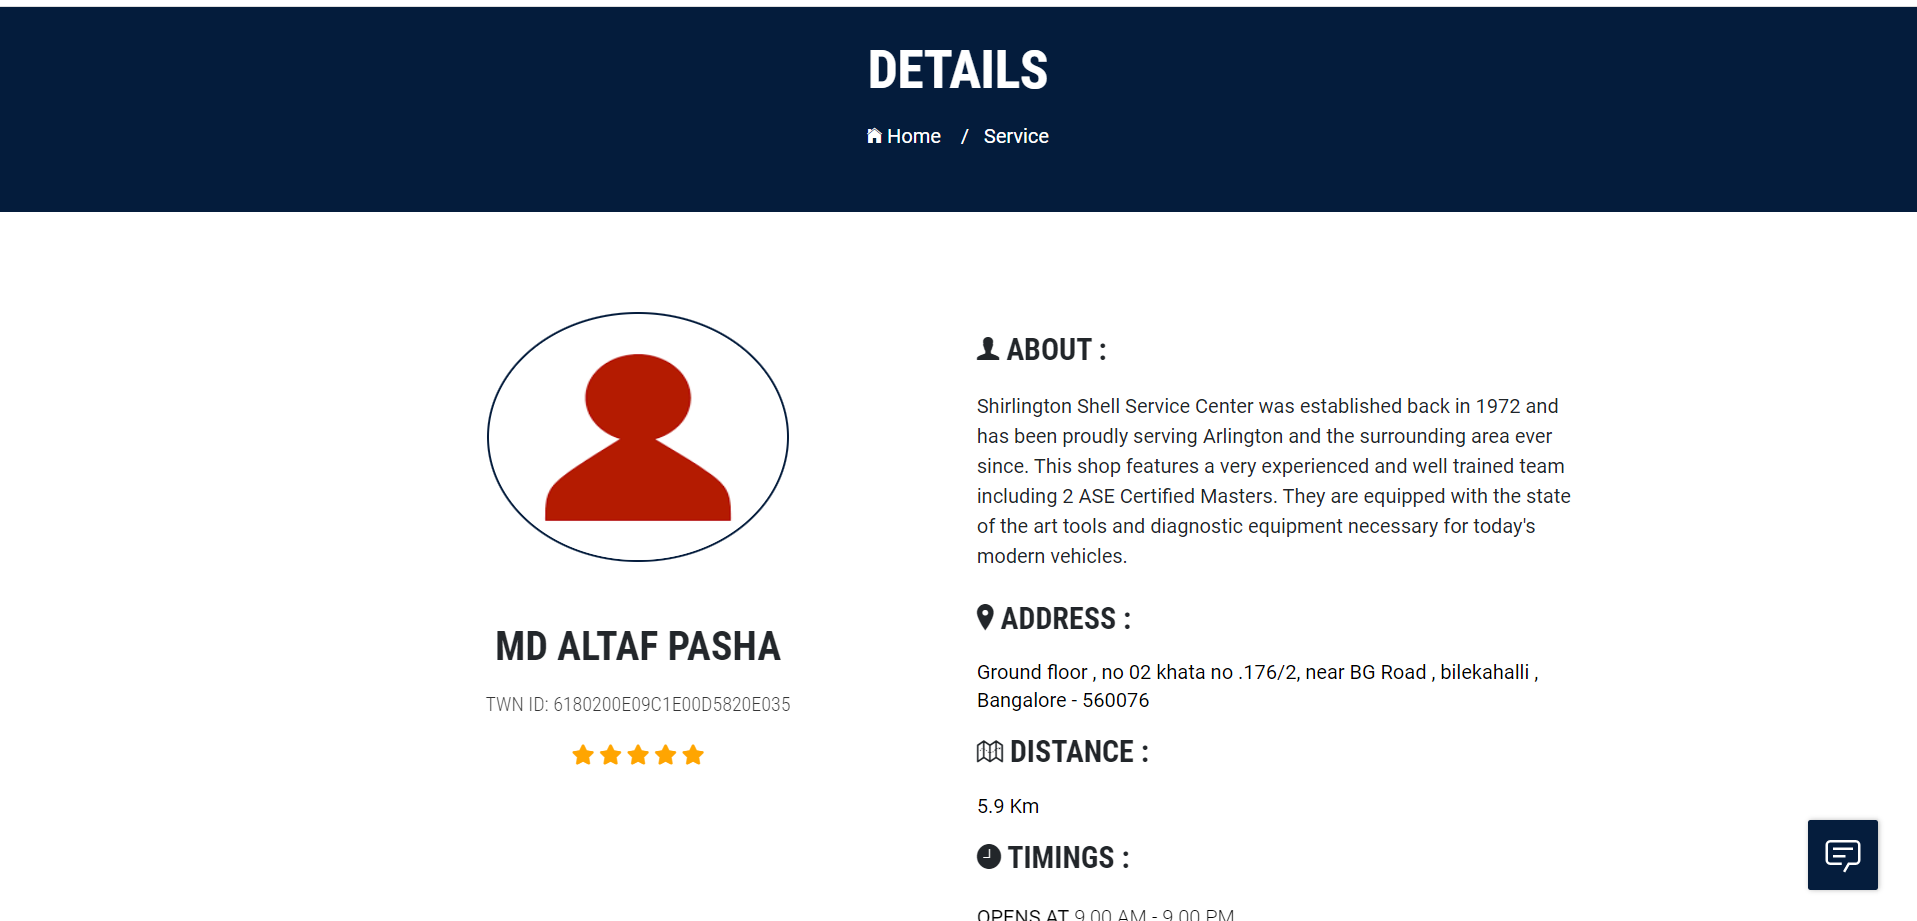 DETAILS
Home / Service
MD ALTAF PASHA
TWN ID: 6180200E09C1E00D5820E035
ABOUT :
Shirlington Shell Service Center was established back in 1972 and
has been proudly serving Arlington and the surrounding area ever
since. This shop features a very experienced and well trained team
including 2 ASE Certified Masters. They are equipped with the state
of the art tools and diagnostic equipment necessary for today's
modern vehicles.
ADDRESS :
Ground floor , no 02 khata no .176/2, near BG Road , bilekahalli ,
Bangalore - 560076
DISTANCE :
5.9 Km
TIMINGS :
OPENS AT 9.00 AM - 9.00 PM